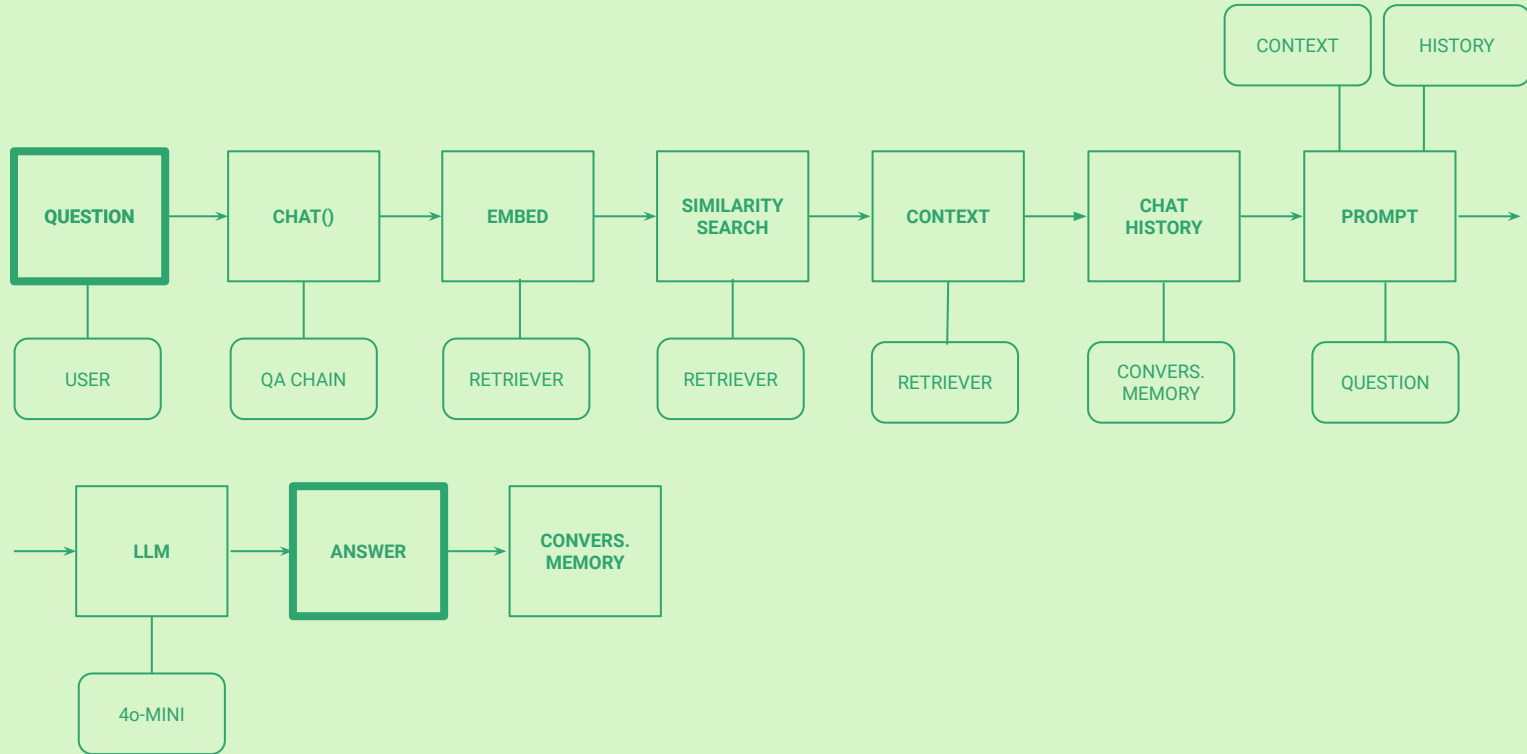 CONTEXT
HISTORY
QUESTION
CHAT()
EMBED
SIMILARITY
SEARCH
CONTEXT
CHAT
HISTORY
PROMPT
USER
QA CHAIN
RETRIEVER
RETRIEVER
RETRIEVER
CONVERS.
MEMORY
QUESTION
LLM
ANSWER
CONVERS.
MEMORY
4o-MINI